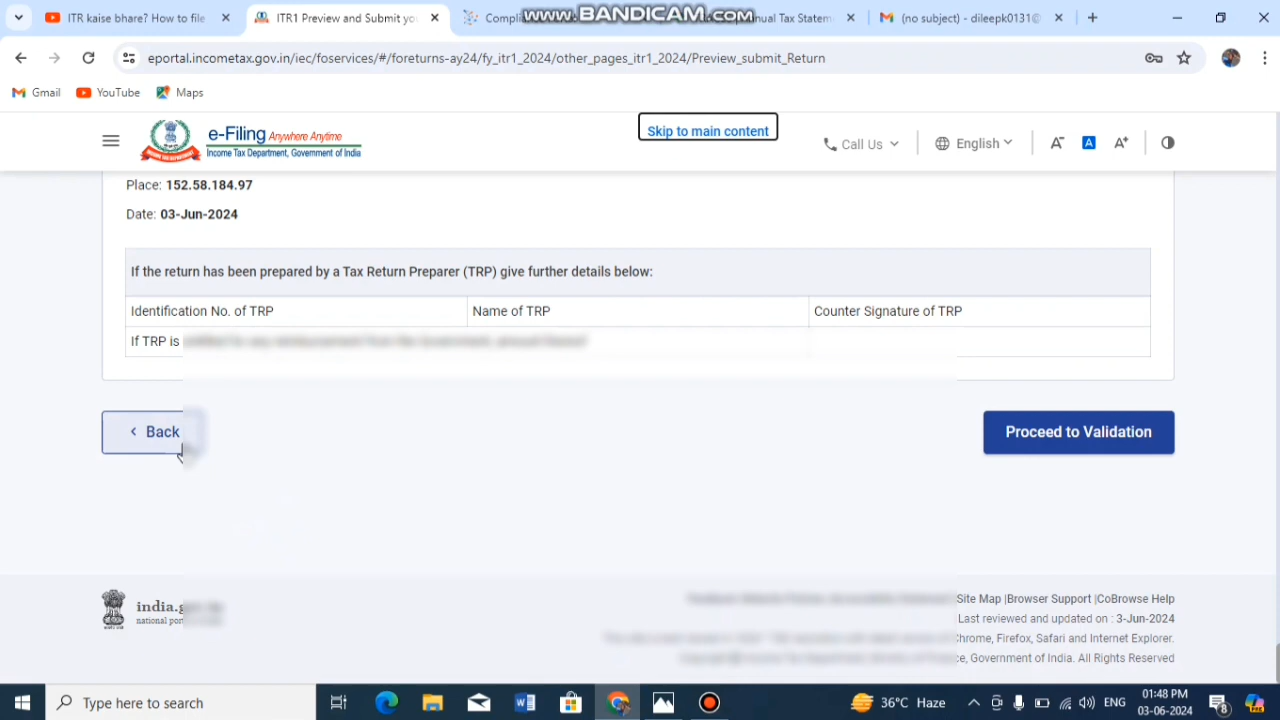 ITR kaise bhare? How to file
ITR1 Preview and Submit yo
Compli
www.BANDICAM.com
nual Tax Statem
(no subject) - dileepk0131@
eportal.incometax.gov.in/iec/foservices/#/foreturns-ay24/fy_itr1_2024/other_pages_itr1_2024/Preview_submit_Return
Gmail
YouTube
Maps
e-Filing Anywhere Anytime
Income Tax Department, Government of India
Skip to main content
Call Us
English
A-
A
A+
Place: 152.58.184.97
Date: 03-Jun-2024
If the return has been prepared by a Tax Return Preparer (TRP) give further details below:
Identification No. of TRP
Name of TRP
Counter Signature of TRP
If TRP is
< Back
Proceed to Validation
india.g
national por
Site Map |Browser Support |CoBrowse Help
Last reviewed and updated on : 3-Jun-2024
Chrome, Firefox, Safari and Internet Explorer.
e, Government of India. All Rights Reserved
Type here to search
36°C Haze
ENG
01:48 PM
03-06-2024
8